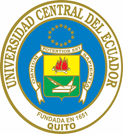 UNIVERSIDAD CENTRAL DEL ECUADOR
FUNDADA EN 1651
QUITO